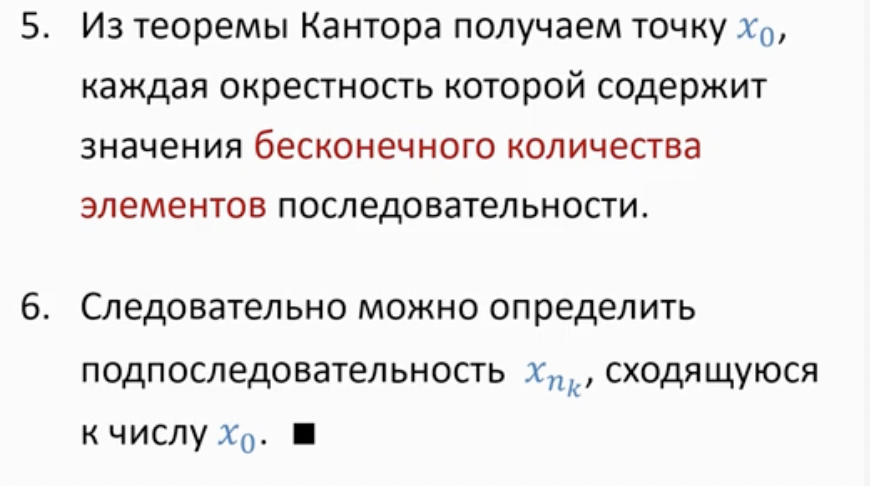 5. Из теоремы Кантора получаем точку x₀,
каждая окрестность которой содержит
значения бесконечного количества
элементов последовательности.
6. Следовательно можно определить
подпоследовательность xₙₖ, сходящуюся
к числу x₀. ■